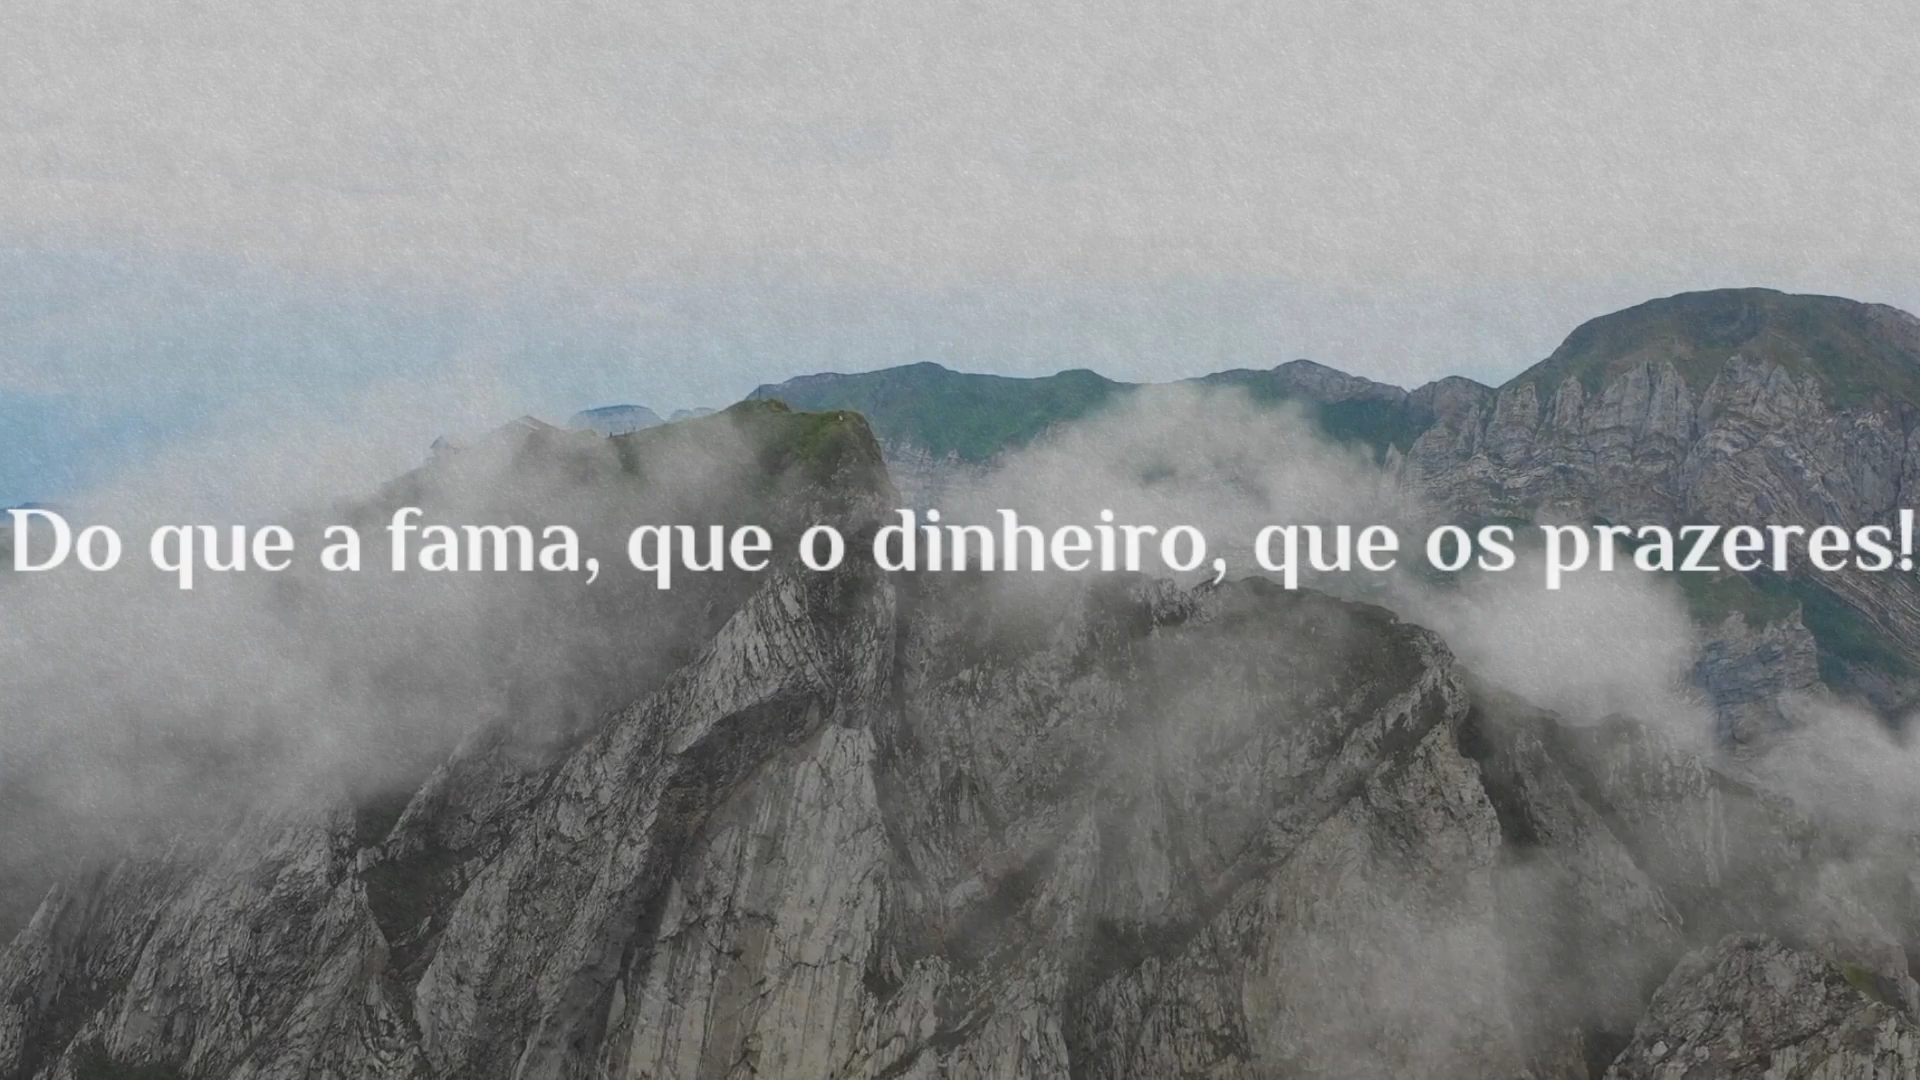 Do que a fama, que o dinheiro, que os prazeres!